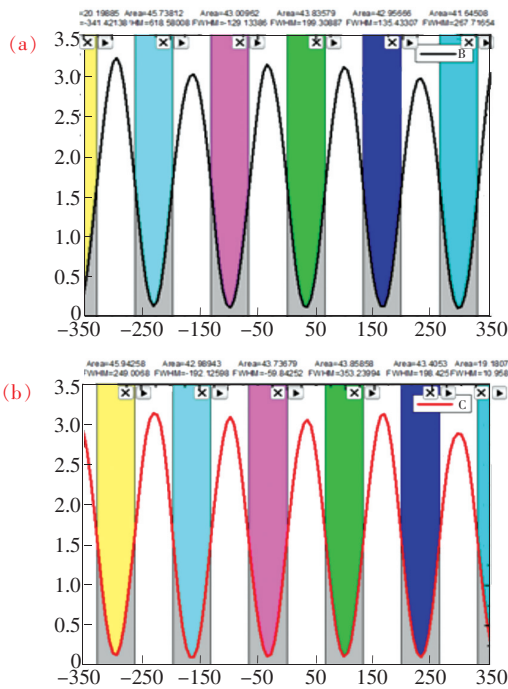 =20.19885 Area=45.73812 Area=43.00962 Area=43.83579 Area=42.95666 Area=41.64508
=-341.42138 HM=618.58008 FWHM=129.13386 FWHM=199.30887 FWHM=135.43307 FWHM=267.71654
(a)
3.5
B
3.0
2.5
2.0
1.5
1.0
0.5
0
−350 −250 −150 −50 50 150 250 350
Area=45.94258 Area=42.98943 Area=43.73679 Area=43.85858 Area=43.4053 Area=19.1807
FWHM=249.0068 FWHM=-192.12598 FWHM=-59.84252 FWHM=353.23994 FWHM=198.425 FWHM=10.958
(b)
3.5
C
3.0
2.5
2.0
1.5
1.0
0.5
0
−350 −250 −150 −50 50 150 250 350